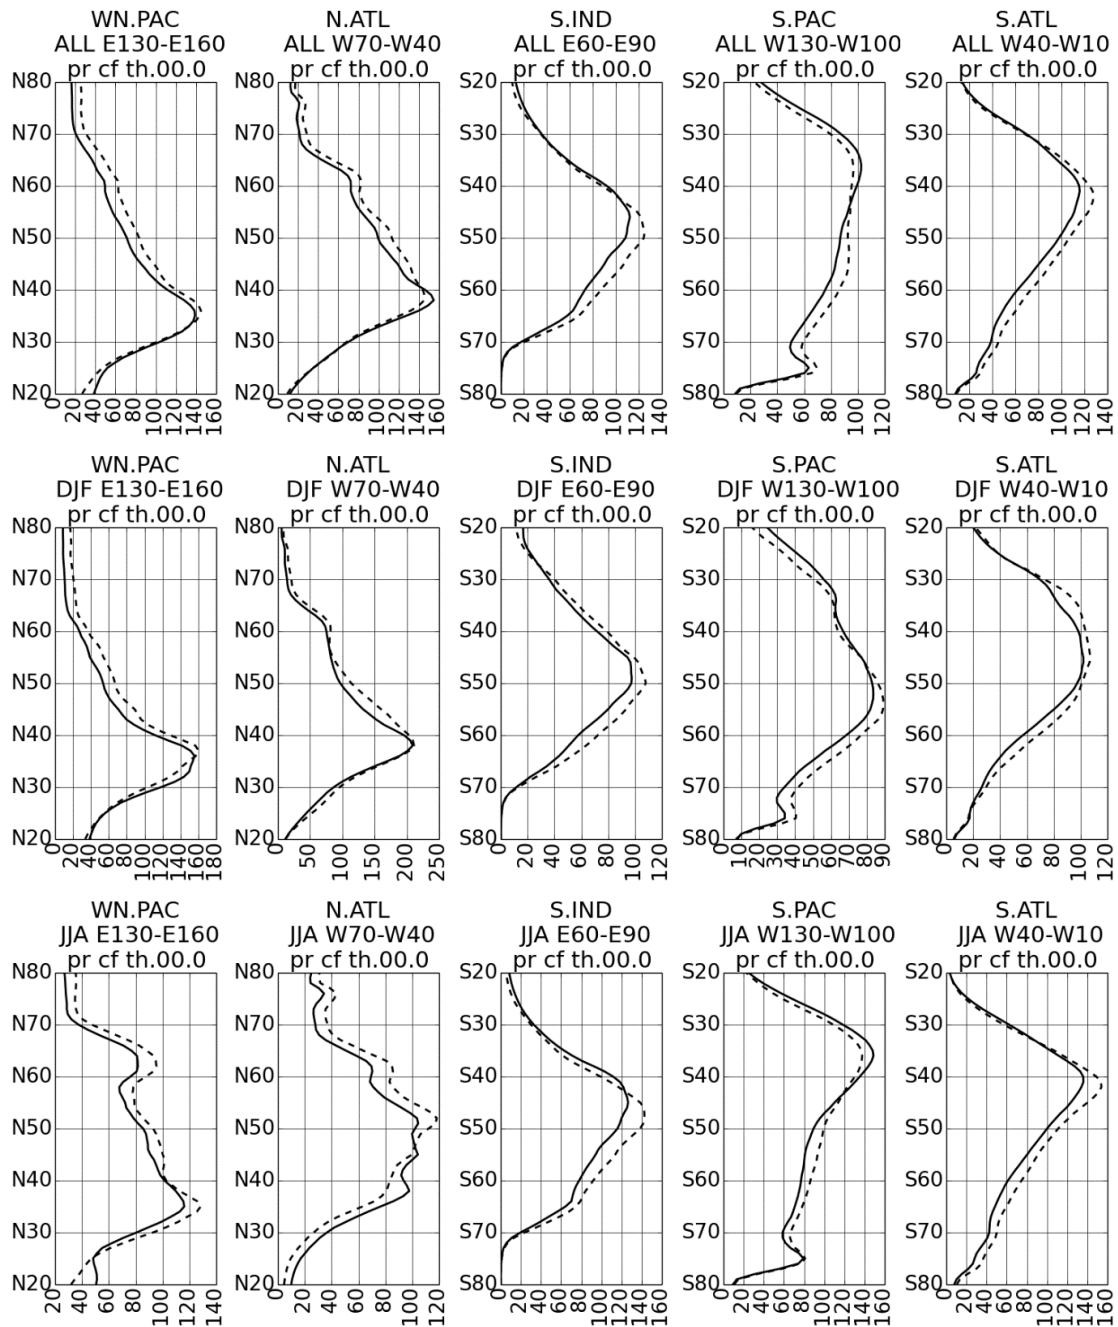 WN.PAC
ALL E130-E160
pr cf th.00.0
N80
N70
N60
N50
N40
N30
N20
0 20 40 60 80 100 120 140 160
N.ATL
ALL W70-W40
pr cf th.00.0
N80
N70
N60
N50
N40
N30
N20
0 20 40 60 80 100 120 140 160
S.IND
ALL E60-E90
pr cf th.00.0
S20
S30
S40
S50
S60
S70
S80
0 20 40 60 80 100 120 140
S.PAC
ALL W130-W100
pr cf th.00.0
S20
S30
S40
S50
S60
S70
S80
0 20 40 60 80 100 120
S.ATL
ALL W40-W10
pr cf th.00.0
S20
S30
S40
S50
S60
S70
S80
0 20 40 60 80 100 120 140
WN.PAC
DJF E130-E160
pr cf th.00.0
N80
N70
N60
N50
N40
N30
N20
0 20 40 60 80 100 120 140 160 180
N.ATL
DJF W70-W40
pr cf th.00.0
N80
N70
N60
N50
N40
N30
N20
0 50 100 150 200 250
S.IND
DJF E60-E90
pr cf th.00.0
S20
S30
S40
S50
S60
S70
S80
0 20 40 60 80 100 120
S.PAC
DJF W130-W100
pr cf th.00.0
S20
S30
S40
S50
S60
S70
S80
0 10 20 30 40 50 60 70 80 90
S.ATL
DJF W40-W10
pr cf th.00.0
S20
S30
S40
S50
S60
S70
S80
0 20 40 60 80 100 120
WN.PAC
JJA E130-E160
pr cf th.00.0
N80
N70
N60
N50
N40
N30
N20
20 40 60 80 100 120 140
N.ATL
JJA W70-W40
pr cf th.00.0
N80
N70
N60
N50
N40
N30
N20
0 20 40 60 80 100 120
S.IND
JJA E60-E90
pr cf th.00.0
S20
S30
S40
S50
S60
S70
S80
0 20 40 60 80 100 120 140 160
S.PAC
JJA W130-W100
pr cf th.00.0
S20
S30
S40
S50
S60
S70
S80
0 20 40 60 80 100 120 140 160
S.ATL
JJA W40-W10
pr cf th.00.0
S20
S30
S40
S50
S60
S70
S80
0 20 40 60 80 100 120 140 160